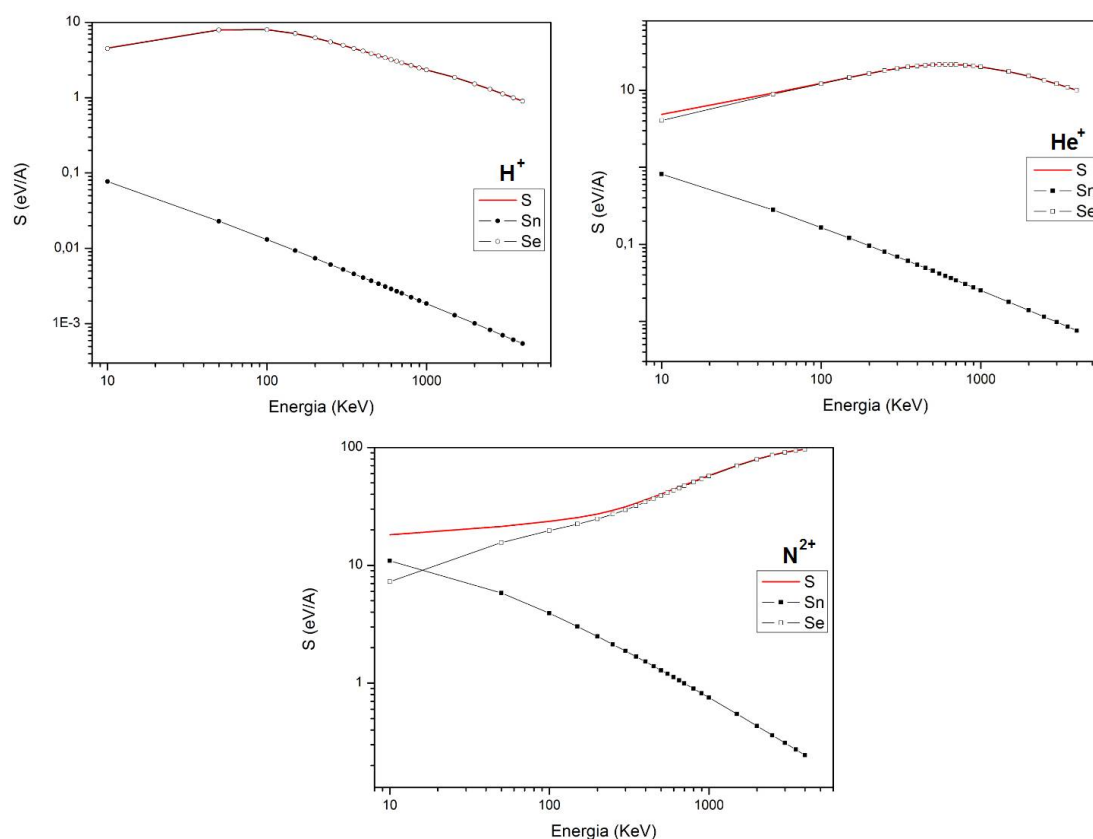 10
1
0,1
0,01
1E-3
S (eV/A)
H+
S
Sn
Se
10
100
1000
Energia (KeV)
10
0,1
S (eV/A)
He+
S
Sn
Se
10
100
1000
Energia (KeV)
100
10
1
S (eV/A)
N2+
S
Sn
Se
10
100
1000
Energia (KeV)